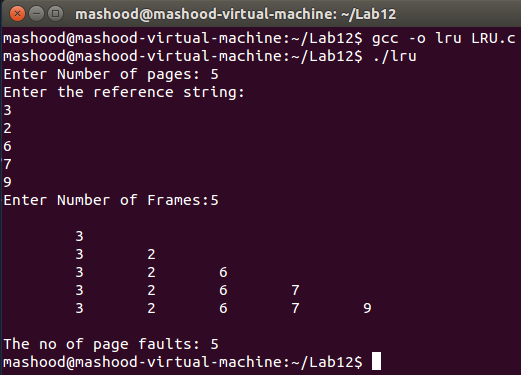 mashood@mashood-virtual-machine: ~/Lab12
mashood@mashood-virtual-machine:~/Lab12$ gcc -o lru LRU.c
mashood@mashood-virtual-machine:~/Lab12$ ./lru
Enter Number of pages: 5
Enter the reference string:
3
2
6
7
9
Enter Number of Frames:5
3
3 2
3 2 6
3 2 6 7
3 2 6 7 9
The no of page faults: 5
mashood@mashood-virtual-machine:~/Lab12$